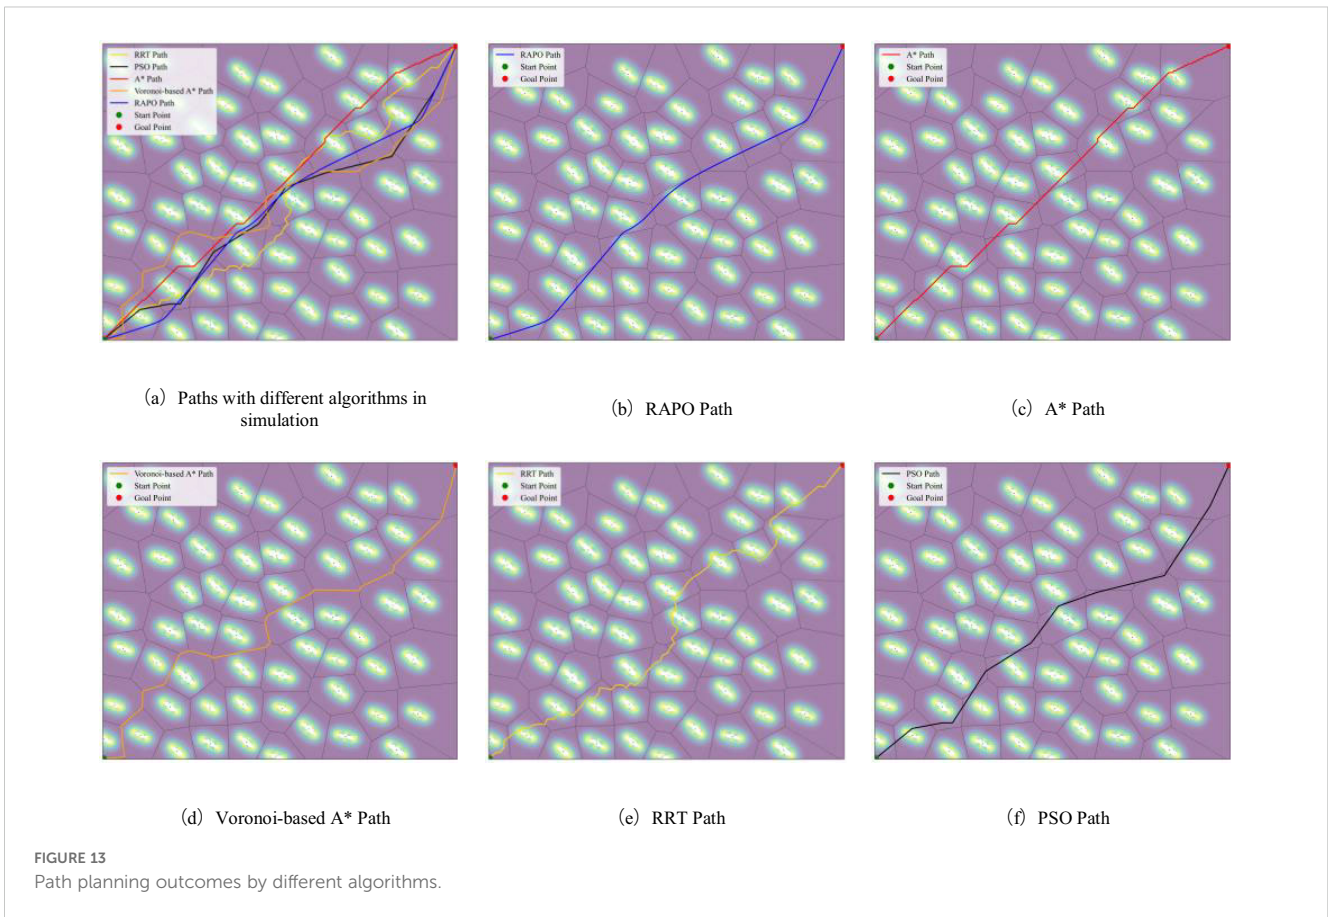 RRT Path
PSO Path
A* Path
Voronoi-based A* Path
RAPO Path
Start Point
Goal Point
RAPO Path
Start Point
Goal Point
A* Path
Start Point
Goal Point
(a) Paths with different algorithms in
simulation
(b) RAPO Path
(c) A* Path
Voronoi-based A* Path
Start Point
Goal Point
RRT Path
Start Point
Goal Point
PSO Path
Start Point
Goal Point
(d) Voronoi-based A* Path
(e) RRT Path
(f) PSO Path
FIGURE 13
Path planning outcomes by different algorithms.